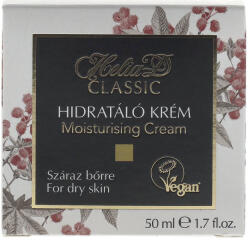 Helia-D
CLASSIC
HIDRATÁLÓ KRÉM
Moisturising Cream
Száraz bőrre
For dry skin
Vegan
50 ml ℮ 1.7 fl.oz.